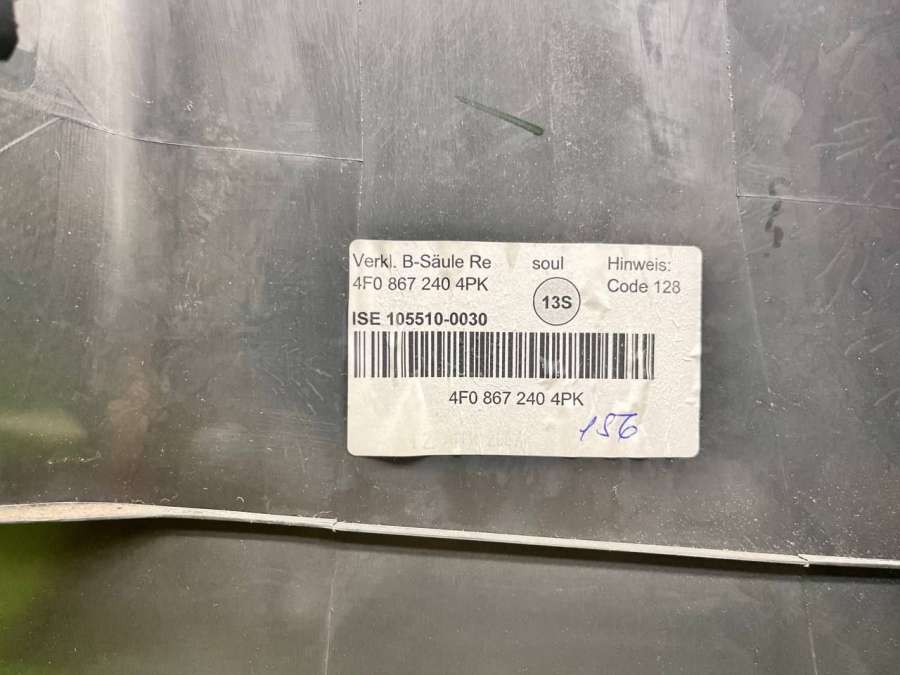 Verkl. B-Säule Re soul Hinweis:
4F0 867 240 4PK 13S Code 128
ISE 105510-0030
4F0 867 240 4PK
156